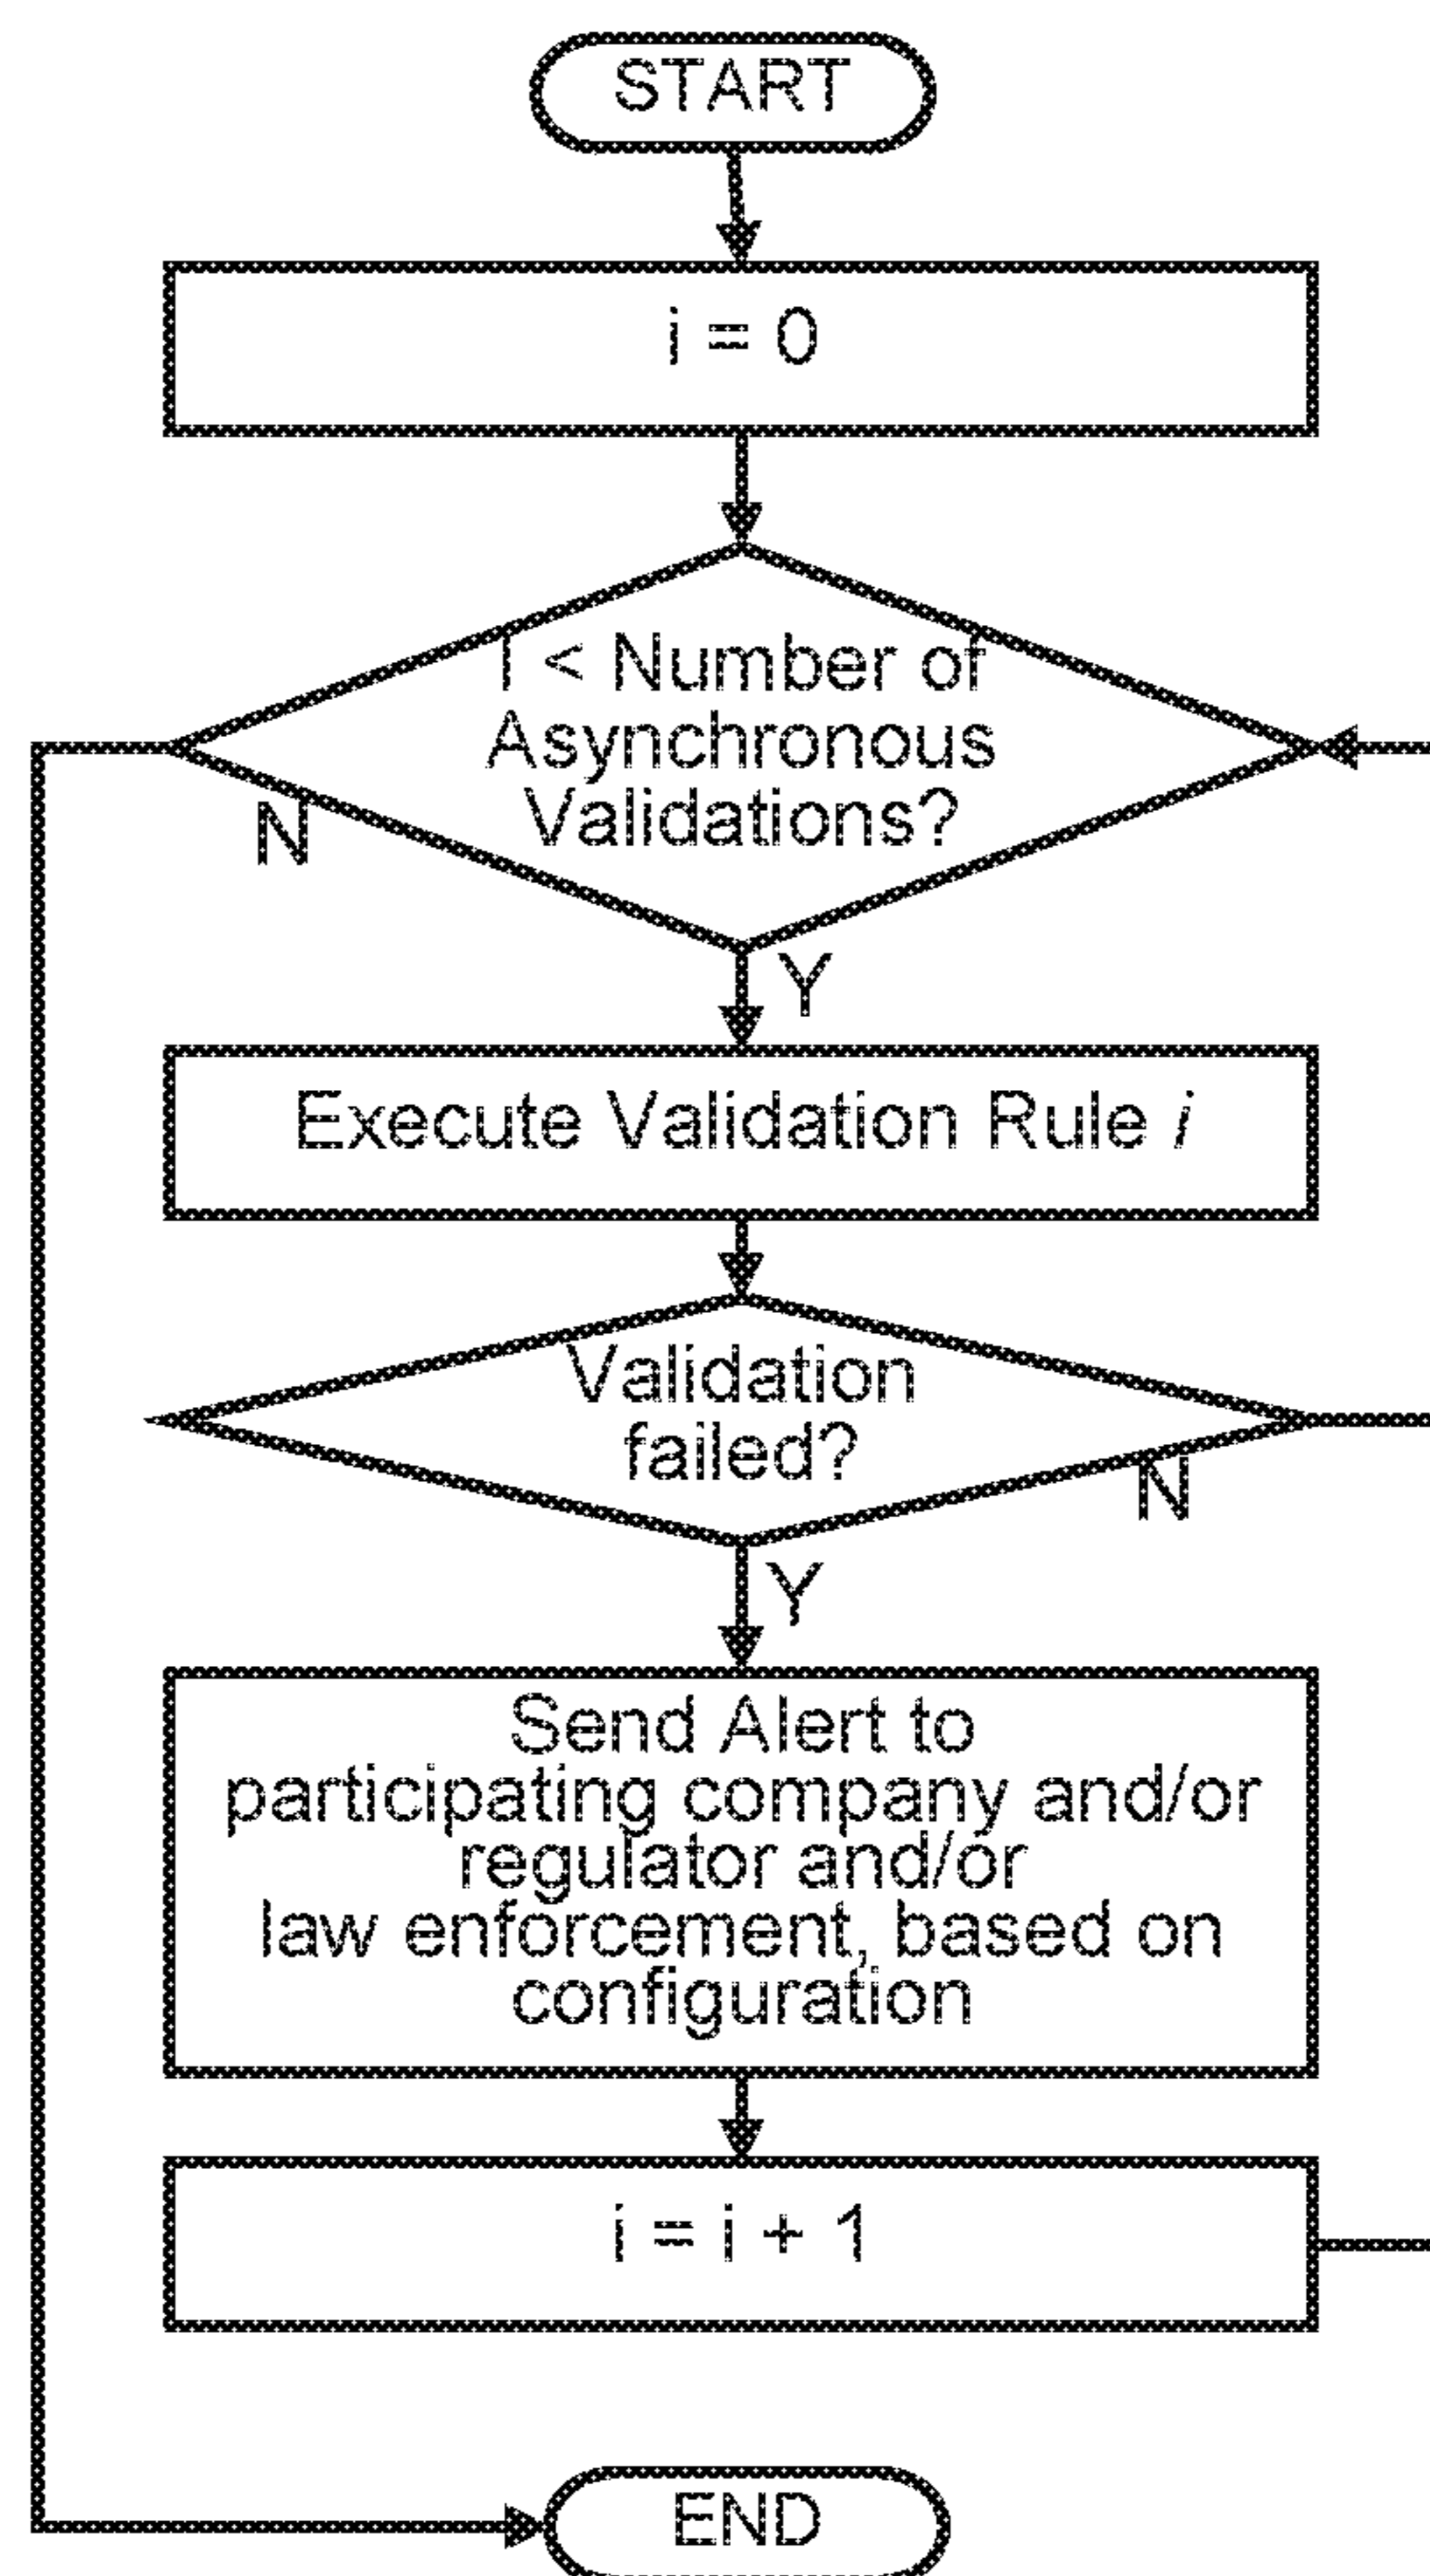 START
i = 0
I < Number of
Asynchronous
Validations?
N
Y
Execute Validation Rule i
Validation
failed?
N
Y
Send Alert to
participating company and/or
regulator and/or
law enforcement, based on
configuration
i = i + 1
END